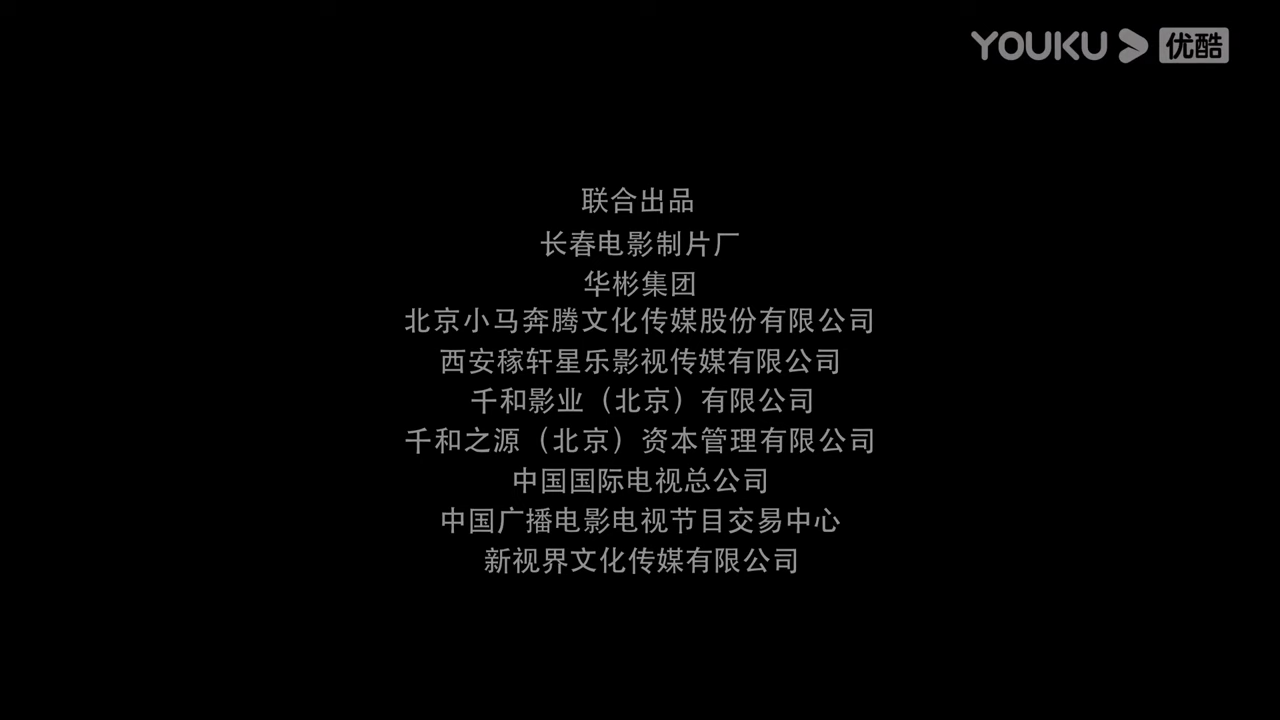 YOUKU 优酷
联合出品
长春电影制片厂
华彬集团
北京小马奔腾文化传媒股份有限公司
西安稼轩星乐影视传媒有限公司
千和影业（北京）有限公司
千和之源（北京）资本管理有限公司
中国国际电视总公司
中国广播电影电视节目交易中心
新视界文化传媒有限公司